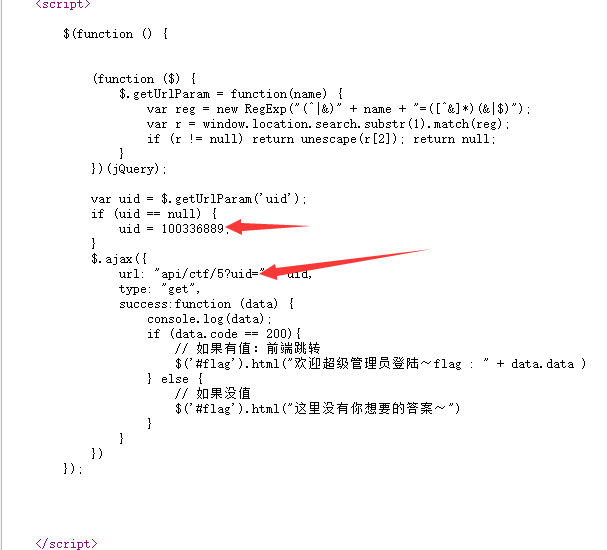 <script>
$(function () {
(function ($) {
$.getUrlParam = function(name) {
var reg = new RegExp("(^|&)" + name + "=([^&]*)(&|$)");
var r = window.location.search.substr(1).match(reg);
if (r != null) return unescape(r[2]); return null;
}
})(jQuery);
var uid = $.getUrlParam('uid');
if (uid == null) {
uid = 100336889;
}
$.ajax({
url: "api/ctf/5?uid=" uid,
type: "get",
success:function (data) {
console.log(data);
if (data.code == 200){
// 如果有值：前端跳转
$('#flag').html("欢迎超级管理员登陆～flag : " + data.data )
} else {
// 如果没值
$('#flag').html("这里没有你想要的答案～")
}
}
})
});
</script>